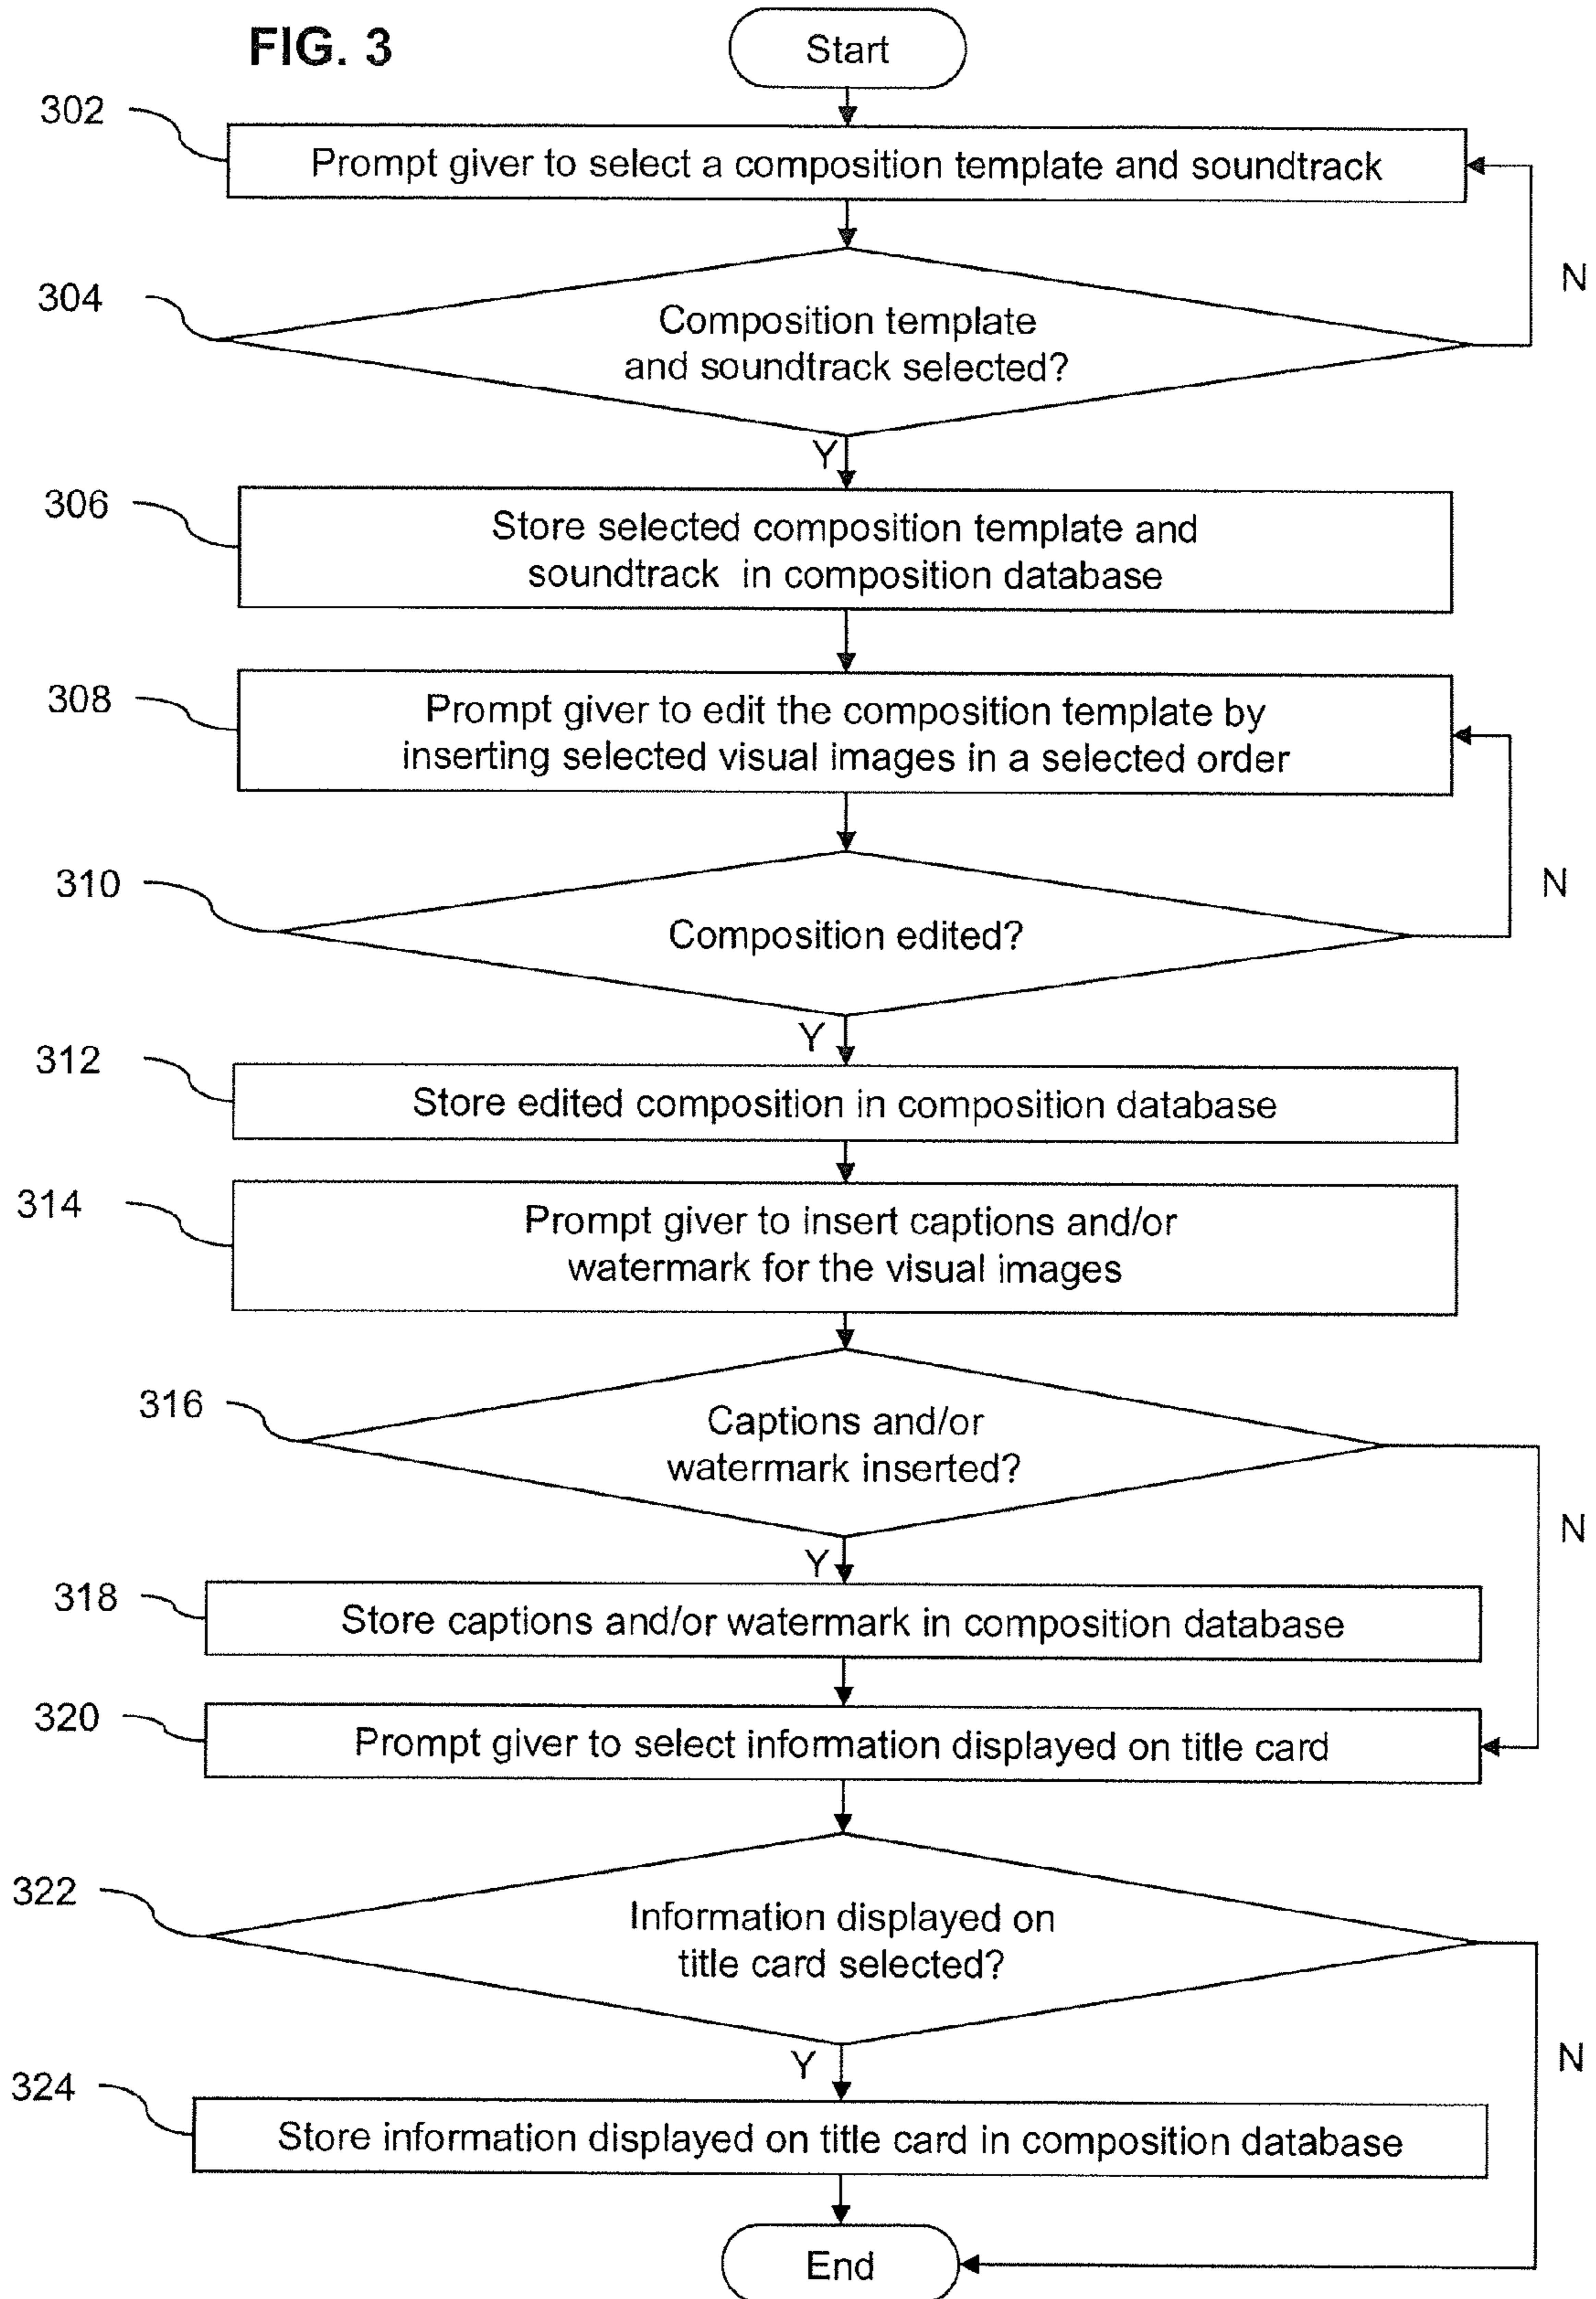 FIG. 3
Start
302
Prompt giver to select a composition template and soundtrack
N
304
Composition template
and soundtrack selected?
Y
306
Store selected composition template and
soundtrack in composition database
308
Prompt giver to edit the composition template by
inserting selected visual images in a selected order
N
310
Composition edited?
Y
312
Store edited composition in composition database
314
Prompt giver to insert captions and/or
watermark for the visual images
316
Captions and/or
watermark inserted?
N
Y
318
Store captions and/or watermark in composition database
320
Prompt giver to select information displayed on title card
322
Information displayed on
title card selected?
N
Y
324
Store information displayed on title card in composition database
End